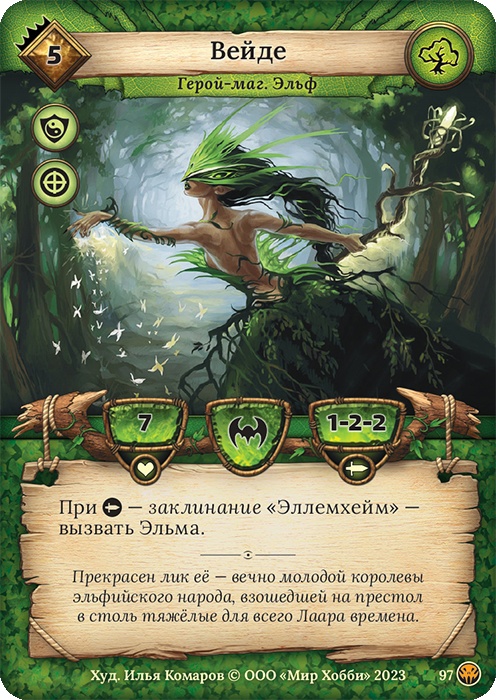 5
Вейде
Герой-маг. Эльф
7
1-2-2
При — заклинание «Эллемхейм» —
вызвать Эльма.
Прекрасен лик её — вечно молодой королевы
эльфийского народа, взошедшей на престол
в столь тяжёлые для всего Лаара времена.
Худ. Илья Комаров © ООО «Мир Хобби» 2023
97